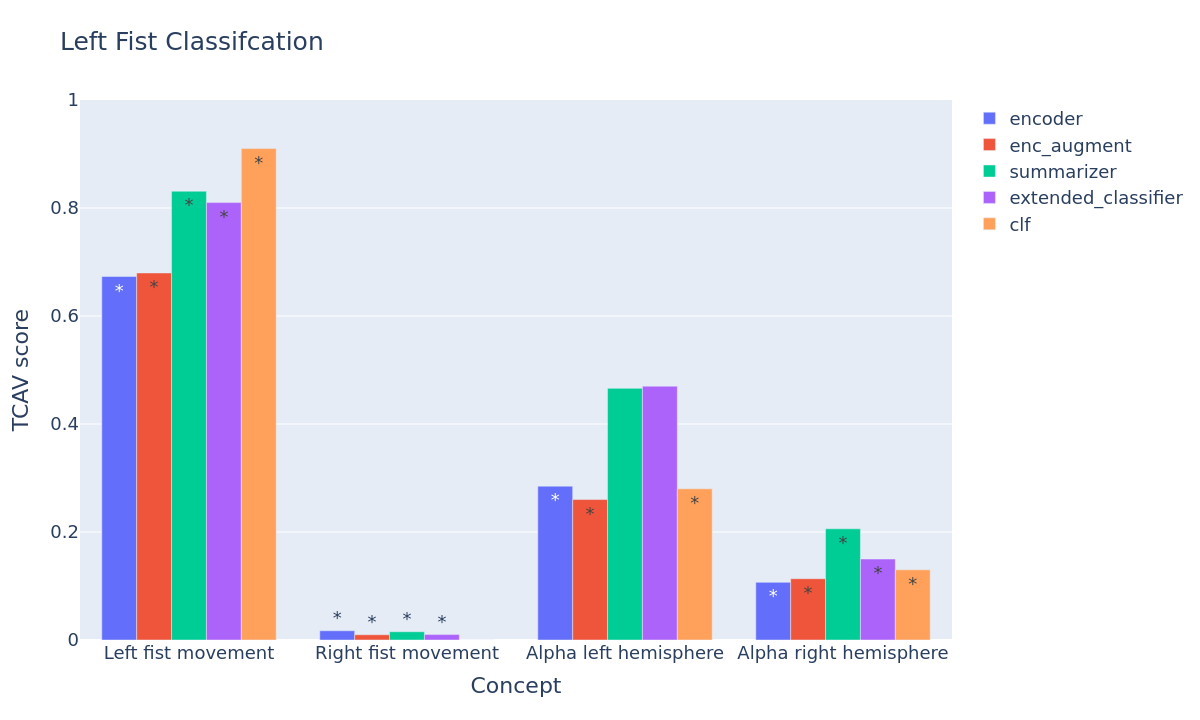 Left Fist Classifcation
1
0.8
0.6
0.4
0.2
0
TCAV score
* * * * *
* * * *
* * *
* * * * *
Left fist movement Right fist movement Alpha left hemisphere Alpha right hemisphere
Concept
encoder
enc_augment
summarizer
extended_classifier
clf